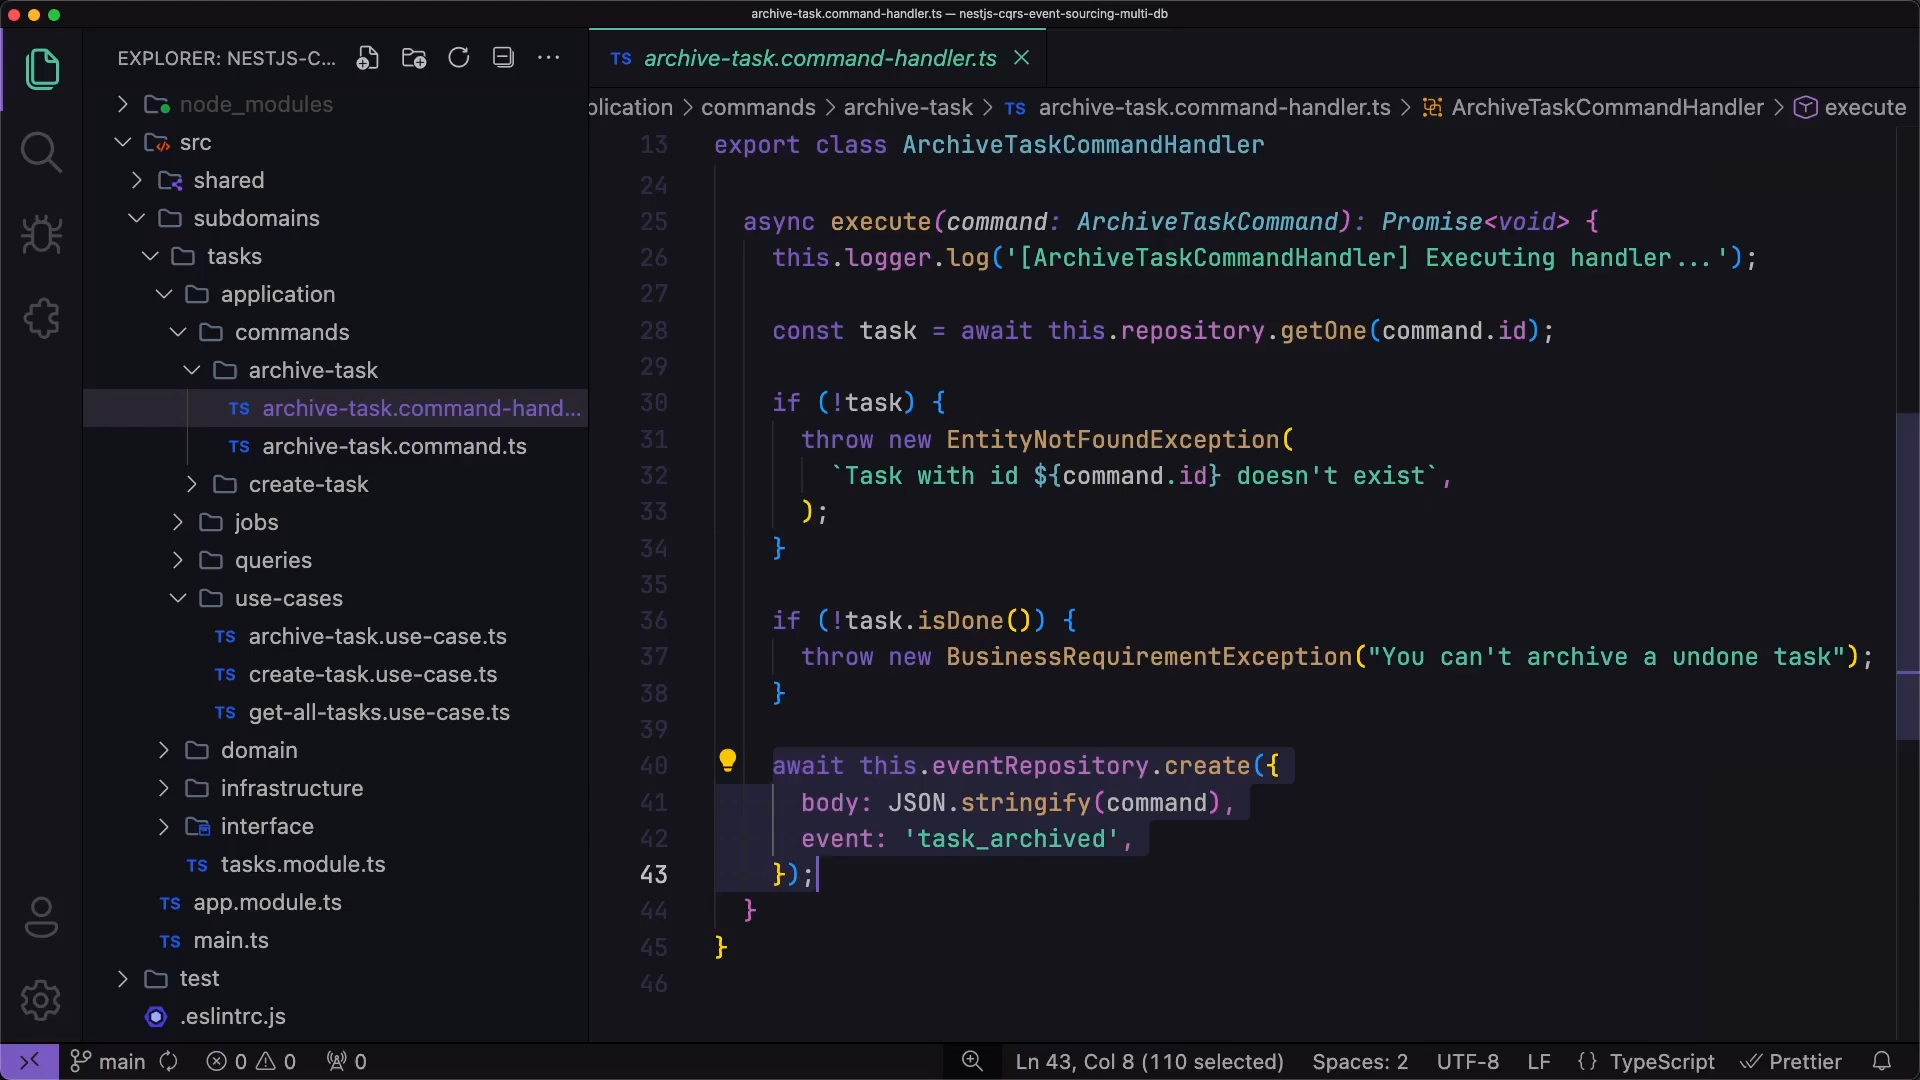 archive-task.command-handler.ts — nestjs-cqrs-event-sourcing-multi-db
EXPLORER: NESTJS-C...
node_modules
src
shared
subdomains
tasks
application
commands
archive-task
TS archive-task.command-hand...
TS archive-task.command.ts
create-task
jobs
queries
use-cases
TS archive-task.use-case.ts
TS create-task.use-case.ts
TS get-all-tasks.use-case.ts
domain
infrastructure
interface
TS tasks.module.ts
TS app.module.ts
TS main.ts
test
.eslintrc.js
TS archive-task.command-handler.ts
plication > commands > archive-task > TS archive-task.command-handler.ts > ArchiveTaskCommandHandler > execute
13 export class ArchiveTaskCommandHandler
24
25 async execute(command: ArchiveTaskCommand): Promise<void> {
26 this.logger.log('[ArchiveTaskCommandHandler] Executing handler...');
27
28 const task = await this.repository.getOne(command.id);
29
30 if (!task) {
31 throw new EntityNotFoundException(
32 `Task with id ${command.id} doesn't exist`,
33 );
34 }
35
36 if (!task.isDone()) {
37 throw new BusinessRequirementException("You can't archive a undone task");
38 }
39
40 await this.eventRepository.create({
41 body: JSON.stringify(command),
42 event: 'task_archived',
43 });
44 }
45 }
46
main 0 0 0 Ln 43, Col 8 (110 selected) Spaces: 2 UTF-8 LF {} TypeScript Prettier